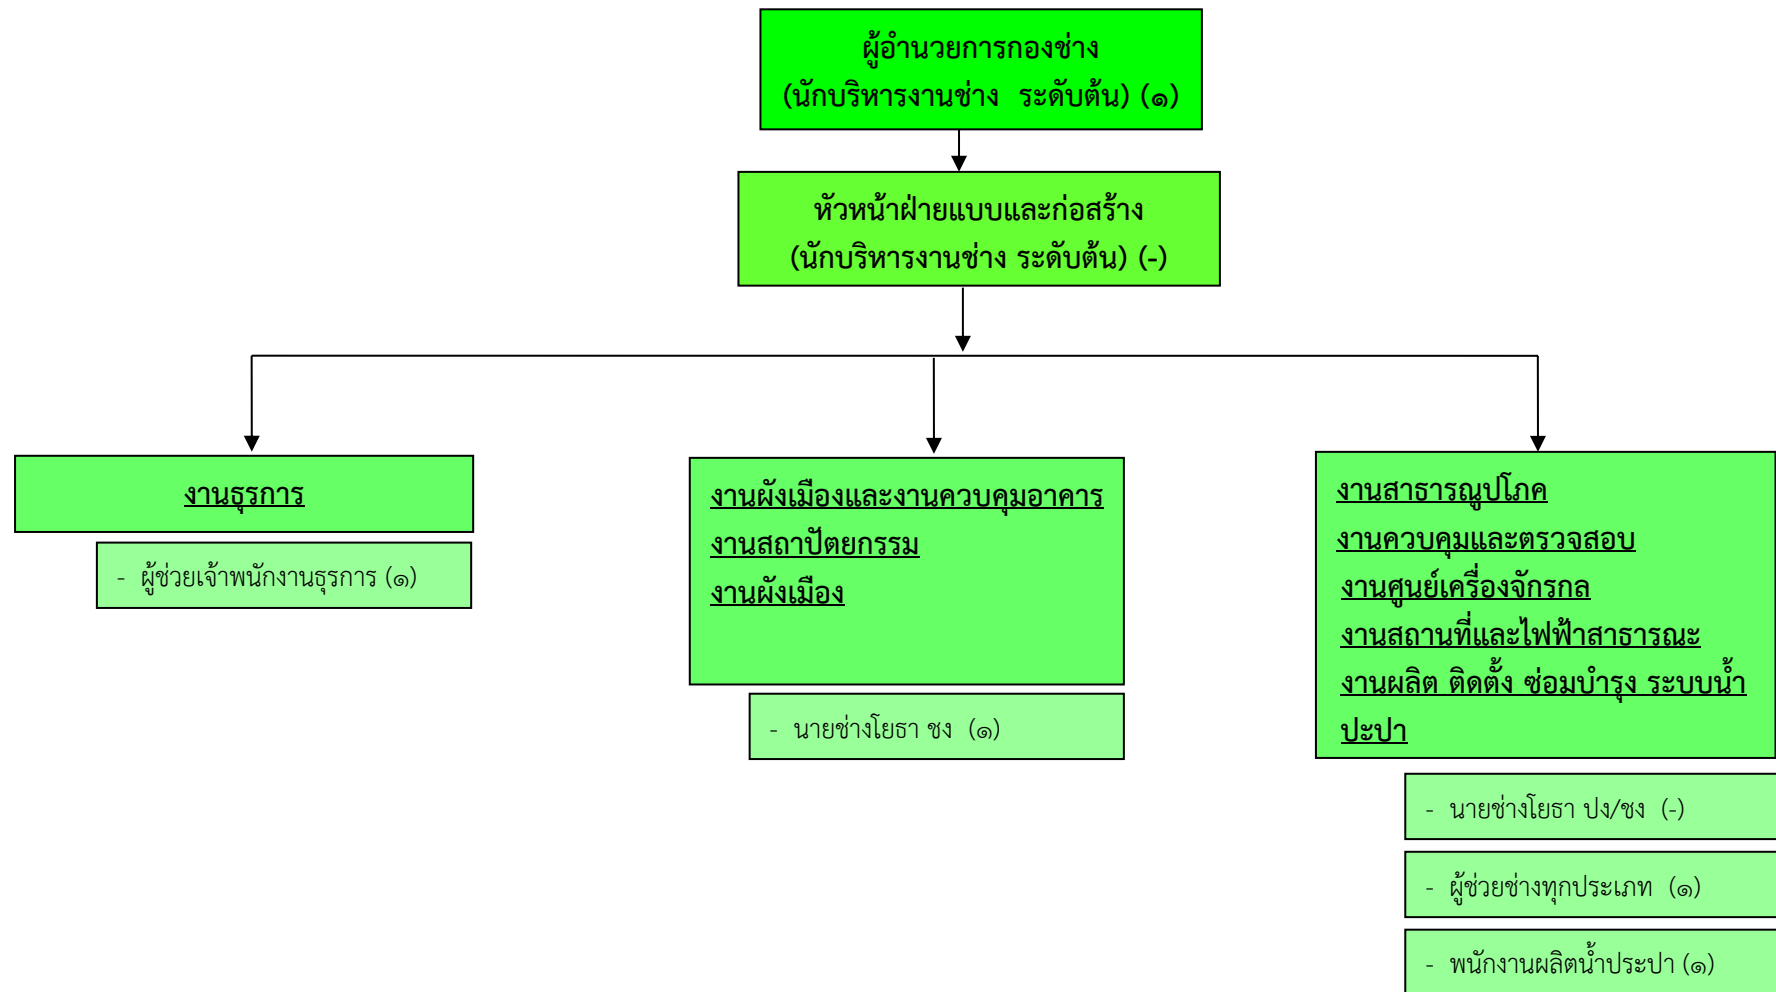 ผู้อำนวยการกองช่าง
(นักบริหารงานช่าง  ระดับต้น) (๑)
หัวหน้าฝ่ายแบบและก่อสร้าง
(นักบริหารงานช่าง ระดับต้น) (-)
งานธุรการ
- ผู้ช่วยเจ้าพนักงานธุรการ (๑)
งานผังเมืองและงานควบคุมอาคาร
งานสถาปัตยกรรม
งานผังเมือง
- นายช่างโยธา ชง  (๑)
งานสาธารณูปโภค
งานควบคุมและตรวจสอบ
งานศูนย์เครื่องจักรกล
งานสถานที่และไฟฟ้าสาธารณะ
งานผลิต ติดตั้ง ซ่อมบำรุง ระบบน้ำ
ปะปา
- นายช่างโยธา ปง/ชง  (-)
- ผู้ช่วยช่างทุกประเภท  (๑)
- พนักงานผลิตน้ำประปา (๑)